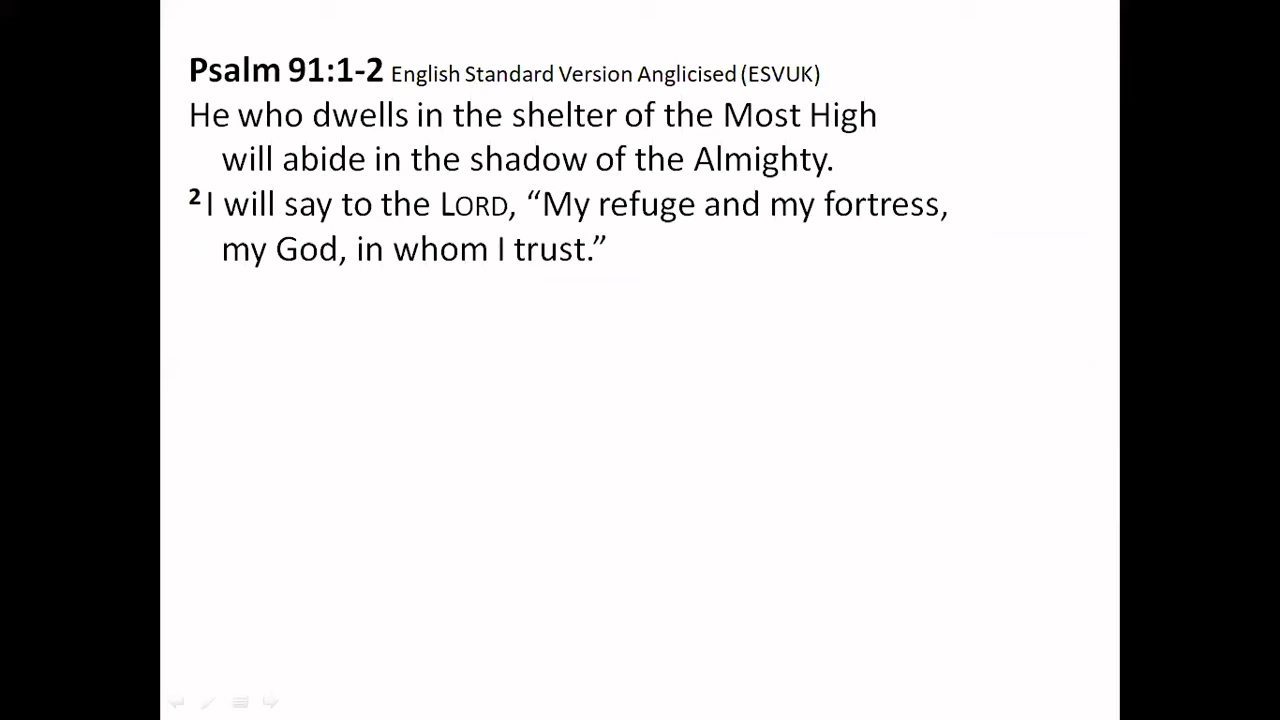 Psalm 91:1-2 English Standard Version Anglicised (ESVUK)
He who dwells in the shelter of the Most High
will abide in the shadow of the Almighty.
2 I will say to the LORD, “My refuge and my fortress,
my God, in whom I trust.”